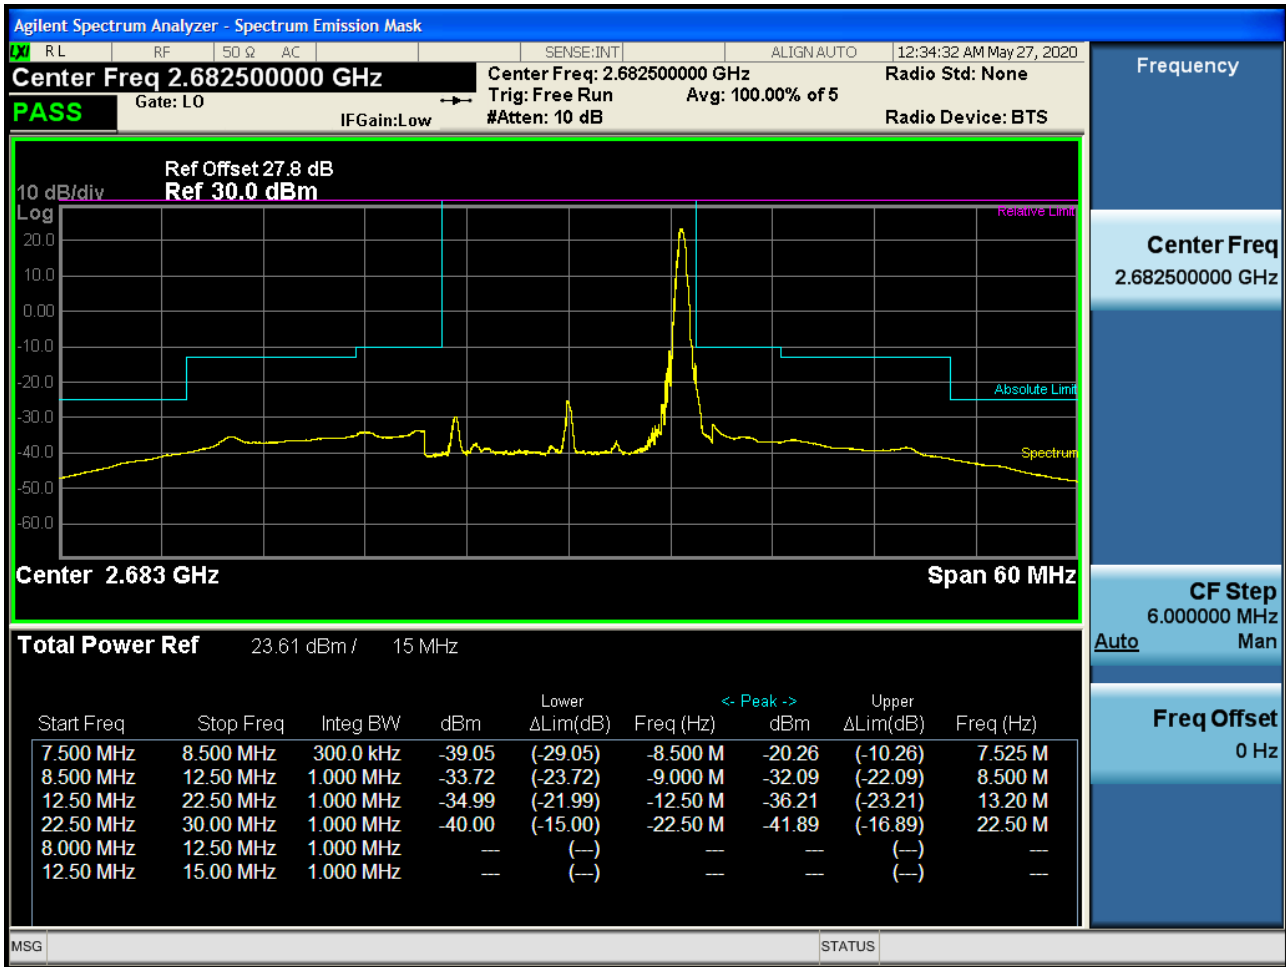 Agilent Spectrum Analyzer - Spectrum Emission Mask
LXI RL RF 50 Ω AC SENSE:INT ALIGN AUTO 12:34:32 AM May 27, 2020
Center Freq 2.682500000 GHz Center Freq: 2.682500000 GHz Radio Std: None
Gate: LO Trig: Free Run Avg: 100.00% of 5
PASS IFGain:Low #Atten: 10 dB Radio Device: BTS
Frequency
Ref Offset 27.8 dB
10 dB/div Ref 30.0 dBm
Log
Relative Limit
20.0
10.0
0.00
-10.0
-20.0
Absolute Limit
-30.0
-40.0
Spectrum
-50.0
-60.0
Center 2.683 GHz Span 60 MHz
Center Freq
2.682500000 GHz
CF Step
6.000000 MHz
Auto Man
Freq Offset
0 Hz
Total Power Ref 23.61 dBm / 15 MHz
Lower <- Peak -> Upper
Start Freq Stop Freq Integ BW dBm ΔLim(dB) Freq (Hz) dBm ΔLim(dB) Freq (Hz)
7.500 MHz 8.500 MHz 300.0 kHz -39.05 (-29.05) -8.500 M -20.26 (-10.26) 7.525 M
8.500 MHz 12.50 MHz 1.000 MHz -33.72 (-23.72) -9.000 M -32.09 (-22.09) 8.500 M
12.50 MHz 22.50 MHz 1.000 MHz -34.99 (-21.99) -12.50 M -36.21 (-23.21) 13.20 M
22.50 MHz 30.00 MHz 1.000 MHz -40.00 (-15.00) -22.50 M -41.89 (-16.89) 22.50 M
8.000 MHz 12.50 MHz 1.000 MHz --- (---) --- --- (---) ---
12.50 MHz 15.00 MHz 1.000 MHz --- (---) --- --- (---) ---
MSG STATUS